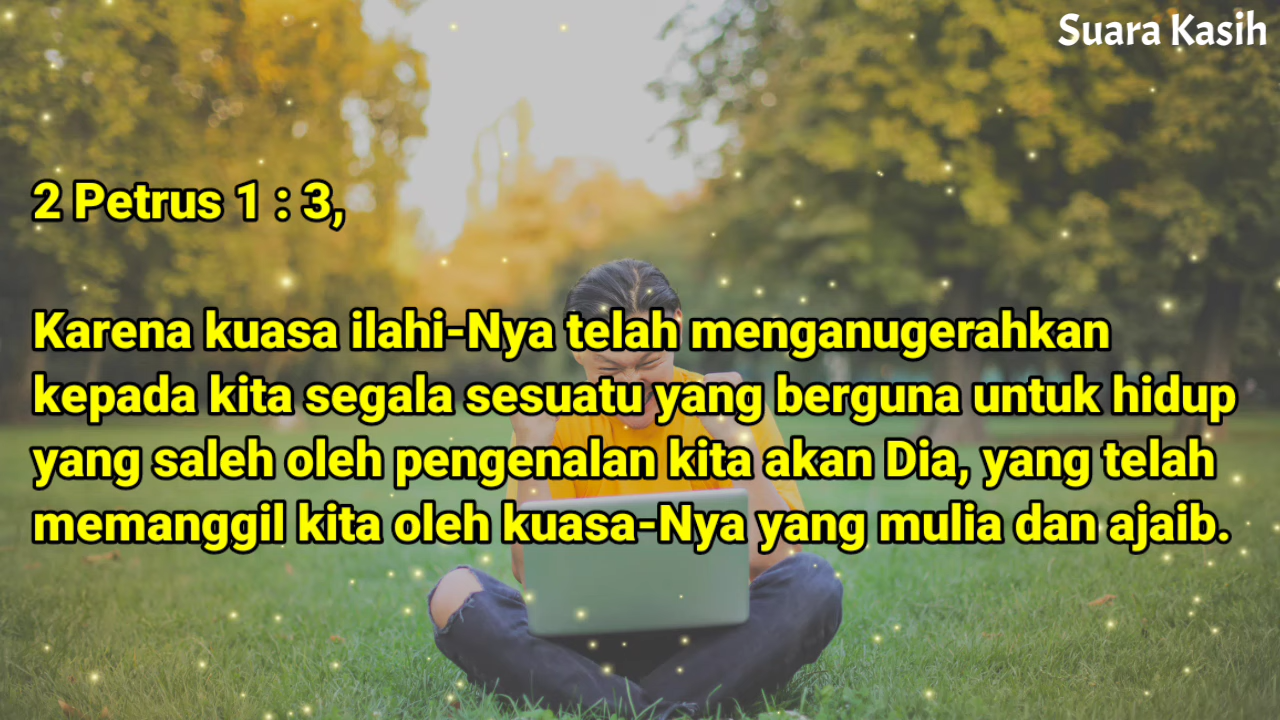 Suara Kasih
2 Petrus 1 : 3,
Karena kuasa ilahi-Nya telah menganugerahkan
kepada kita segala sesuatu yang berguna untuk hidup
yang saleh oleh pengenalan kita akan Dia, yang telah
memanggil kita oleh kuasa-Nya yang mulia dan ajaib.